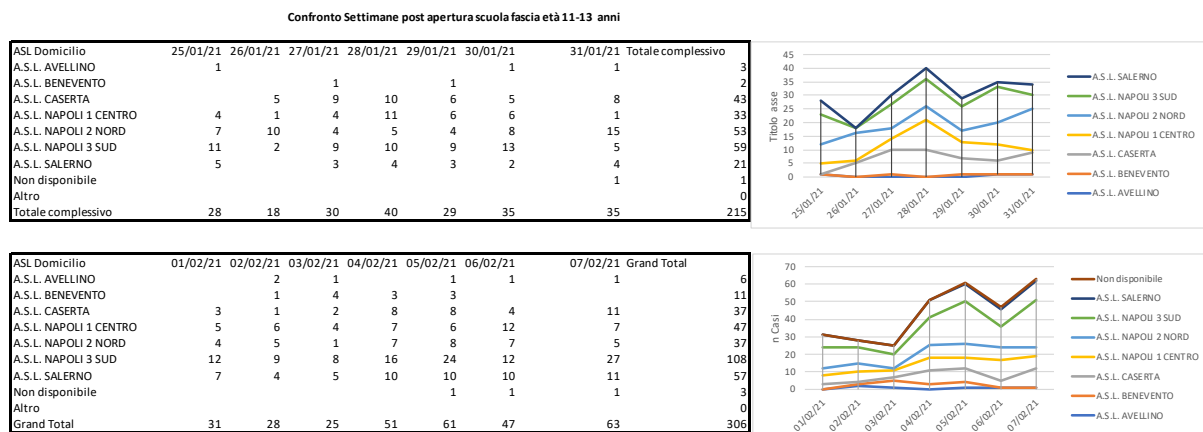 Confronto Settimane post apertura scuola fascia età 11-13 anni
ASL Domicilio 25/01/21 26/01/21 27/01/21 28/01/21 29/01/21 30/01/21 31/01/21 Totale complessivo
A.S.L. AVELLINO 1 1 1 3
A.S.L. BENEVENTO 1 1 2
A.S.L. CASERTA 5 9 10 6 5 8 43
A.S.L. NAPOLI 1 CENTRO 4 1 4 11 6 6 1 33
A.S.L. NAPOLI 2 NORD 7 10 4 5 4 8 15 53
A.S.L. NAPOLI 3 SUD 11 2 9 10 9 13 5 59
A.S.L. SALERNO 5 3 4 3 2 4 21
Non disponibile 1 1
Altro 0
Totale complessivo 28 18 30 40 29 35 35 215
45
40
35
30
25
20
15
10
5
0
Titolo asse
25/01/21 26/01/21 27/01/21 28/01/21 29/01/21 30/01/21 31/01/21
A.S.L. SALERNO
A.S.L. NAPOLI 3 SUD
A.S.L. NAPOLI 2 NORD
A.S.L. NAPOLI 1 CENTRO
A.S.L. CASERTA
A.S.L. BENEVENTO
A.S.L. AVELLINO
ASL Domicilio 01/02/21 02/02/21 03/02/21 04/02/21 05/02/21 06/02/21 07/02/21 Grand Total
A.S.L. AVELLINO 2 1 1 1 1 6
A.S.L. BENEVENTO 1 4 3 3 11
A.S.L. CASERTA 3 1 2 8 8 4 11 37
A.S.L. NAPOLI 1 CENTRO 5 6 4 7 6 12 7 47
A.S.L. NAPOLI 2 NORD 4 5 1 7 8 7 5 37
A.S.L. NAPOLI 3 SUD 12 9 8 16 24 12 27 108
A.S.L. SALERNO 7 4 5 10 10 10 11 57
Non disponibile 1 1 1 3
Altro 0
Grand Total 31 28 25 51 61 47 63 306
70
60
50
40
30
20
10
0
n Casi
01/02/21 02/02/21 03/02/21 04/02/21 05/02/21 06/02/21 07/02/21
Non disponibile
A.S.L. SALERNO
A.S.L. NAPOLI 3 SUD
A.S.L. NAPOLI 2 NORD
A.S.L. NAPOLI 1 CENTRO
A.S.L. CASERTA
A.S.L. BENEVENTO
A.S.L. AVELLINO